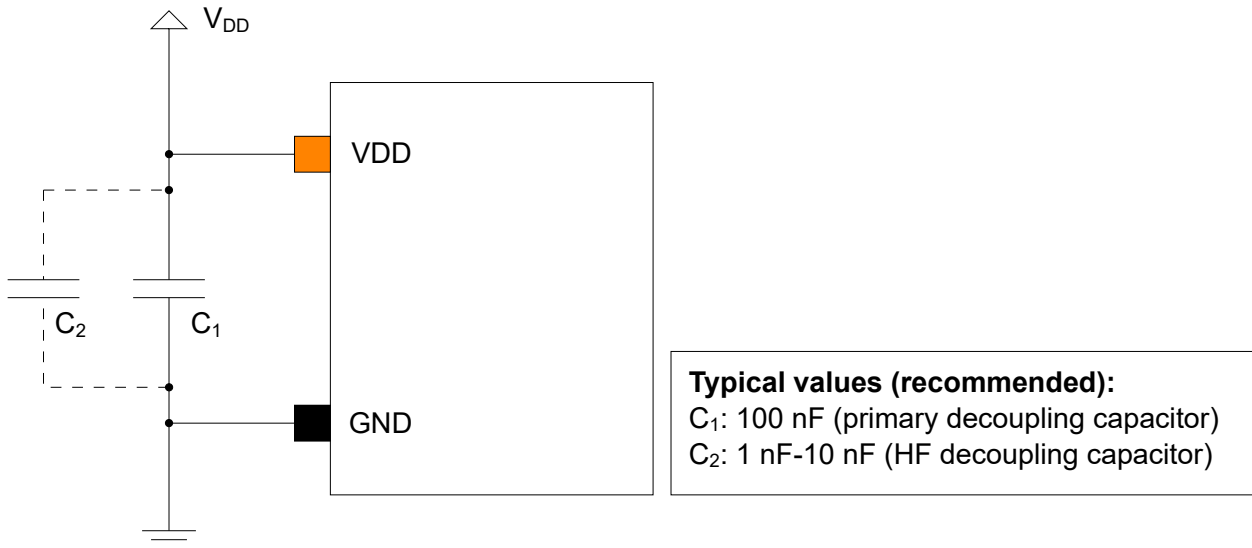 V_DD
VDD
C₂ C₁
GND
Typical values (recommended):
C₁: 100 nF (primary decoupling capacitor)
C₂: 1 nF-10 nF (HF decoupling capacitor)